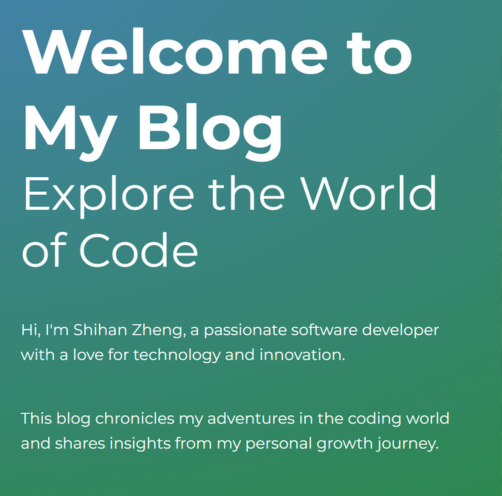 Welcome to
My Blog
Explore the World
of Code
Hi, I'm Shihan Zheng, a passionate software developer
with a love for technology and innovation.
This blog chronicles my adventures in the coding world
and shares insights from my personal growth journey.